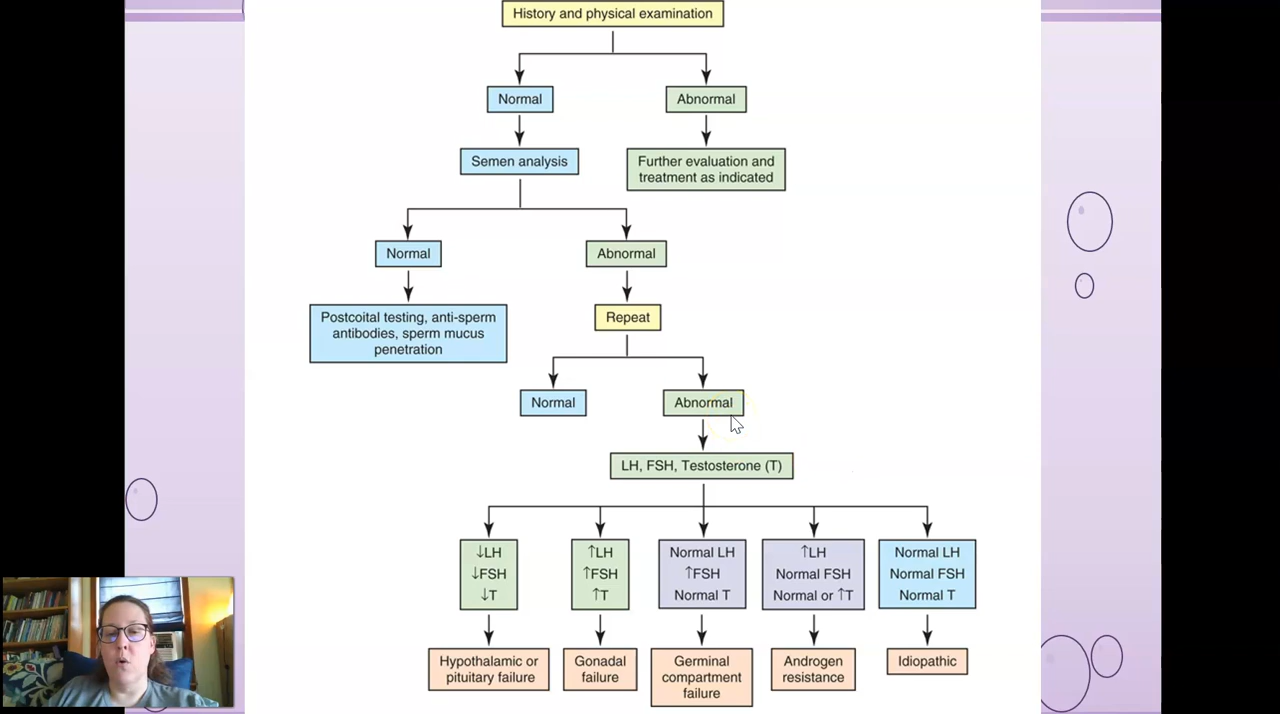 History and physical examination
Normal
Abnormal
Semen analysis
Further evaluation and
treatment as indicated
Normal
Abnormal
Postcoital testing, anti-sperm
antibodies, sperm mucus
penetration
Repeat
Normal
Abnormal
LH, FSH, Testosterone (T)
↓LH
↓FSH
↓T
↑LH
↑FSH
↑T
Normal LH
↑FSH
Normal T
↑LH
Normal FSH
Normal or ↑T
Normal LH
Normal FSH
Normal T
Hypothalamic or
pituitary failure
Gonadal
failure
Germinal
compartment
failure
Androgen
resistance
Idiopathic